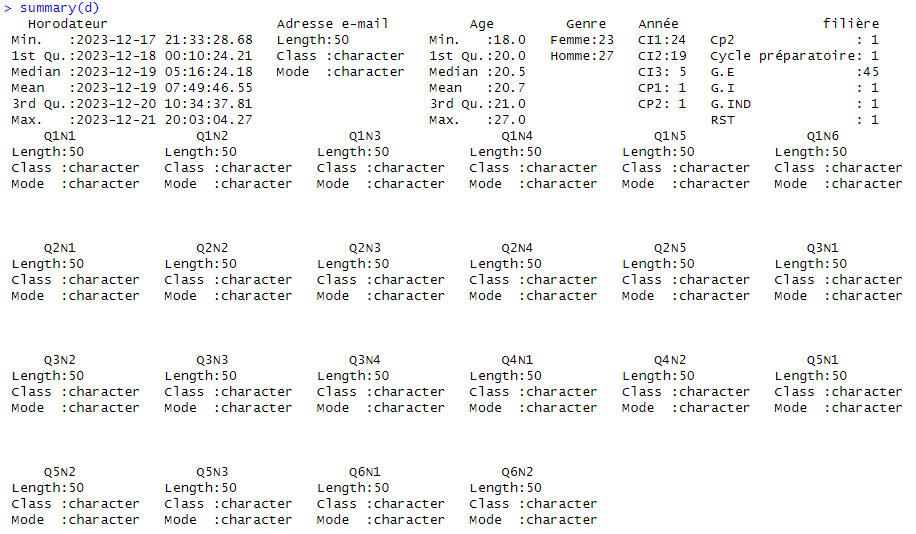 > summary(d)
Horodateur Adresse e-mail Age Genre Année filière
Min. :2023-12-17 21:33:28.68 Length:50 Min. :18.0 Femme:23 CI1:24 Cp2 : 1
1st Qu.:2023-12-18 00:10:24.21 Class :character 1st Qu.:20.0 Homme:27 CI2:19 Cycle préparatoire: 1
Median :2023-12-19 05:16:24.18 Mode :character Median :20.5 CI3: 5 G.E :45
Mean :2023-12-19 07:49:46.55 Mean :20.7 CP1: 1 G.I : 1
3rd Qu.:2023-12-20 10:34:37.81 3rd Qu.:21.0 CP2: 1 G.IND : 1
Max. :2023-12-21 20:03:04.27 Max. :27.0 RST : 1
Q1N1 Q1N2 Q1N3 Q1N4 Q1N5 Q1N6
Length:50 Length:50 Length:50 Length:50 Length:50 Length:50
Class :character Class :character Class :character Class :character Class :character Class :character
Mode :character Mode :character Mode :character Mode :character Mode :character Mode :character
Q2N1 Q2N2 Q2N3 Q2N4 Q2N5 Q3N1
Length:50 Length:50 Length:50 Length:50 Length:50 Length:50
Class :character Class :character Class :character Class :character Class :character Class :character
Mode :character Mode :character Mode :character Mode :character Mode :character Mode :character
Q3N2 Q3N3 Q3N4 Q4N1 Q4N2 Q5N1
Length:50 Length:50 Length:50 Length:50 Length:50 Length:50
Class :character Class :character Class :character Class :character Class :character Class :character
Mode :character Mode :character Mode :character Mode :character Mode :character Mode :character
Q5N2 Q5N3 Q6N1 Q6N2
Length:50 Length:50 Length:50 Length:50
Class :character Class :character Class :character Class :character
Mode :character Mode :character Mode :character Mode :character